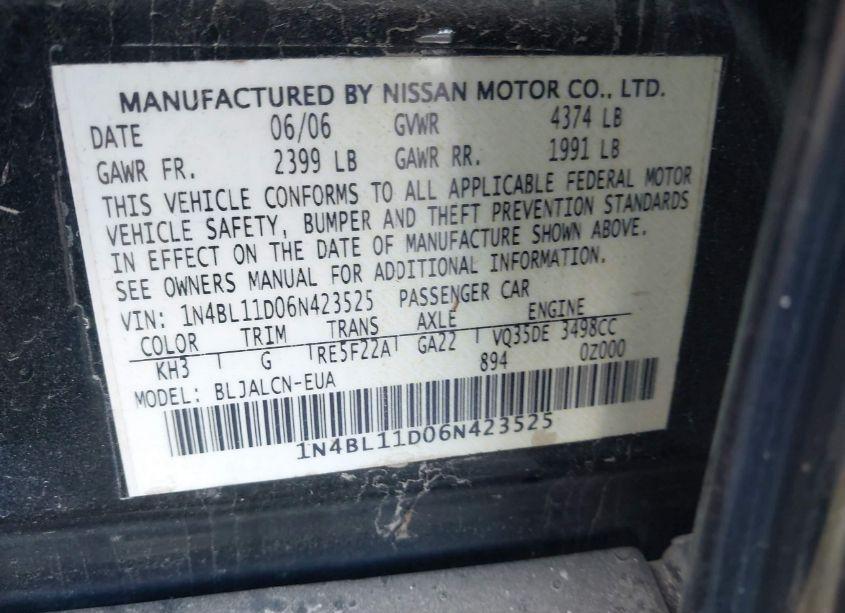 MANUFACTURED BY NISSAN MOTOR CO., LTD.
DATE 06/06 GVWR 4374 LB
GAWR FR. 2399 LB GAWR RR. 1991 LB
THIS VEHICLE CONFORMS TO ALL APPLICABLE FEDERAL MOTOR
VEHICLE SAFETY, BUMPER AND THEFT PREVENTION STANDARDS
IN EFFECT ON THE DATE OF MANUFACTURE SHOWN ABOVE.
SEE OWNERS MANUAL FOR ADDITIONAL INFORMATION.
VIN: 1N4BL11D06N423525 PASSENGER CAR
COLOR TRIM TRANS AXLE ENGINE
KH3 G RE5F22A GA22 VQ35DE 3498CC
MODEL: BLJALCN-EUA 894 0Z000
1N4BL11D06N423525